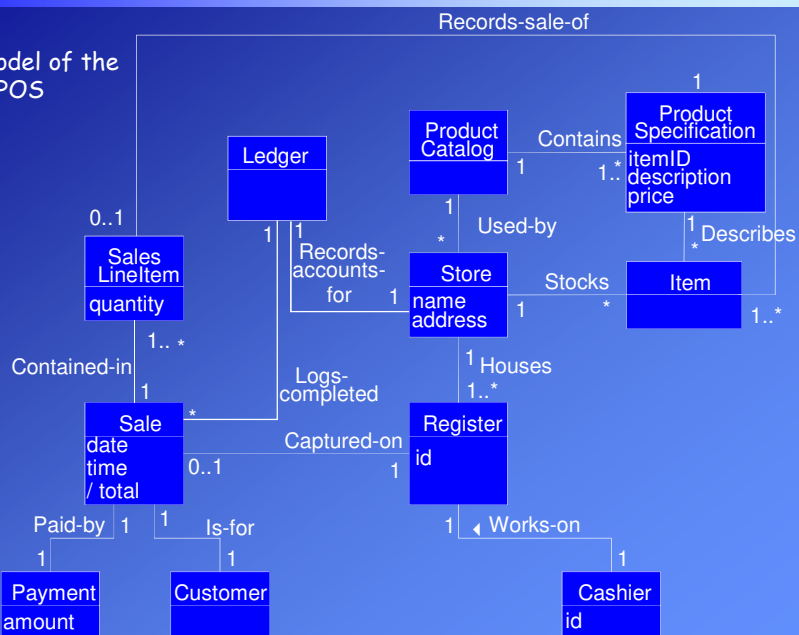 Records-sale-of
odel of the
POS
1
Product
Specification
itemID
description
price
Product
Catalog
Contains
1
1..*
Ledger
0..1
1
Used-by
*
1
*
Describes
1
1
Records-
accounts-
for
1
Sales
LineItem
quantity
Store
name
address
Stocks
1
*
Item
1..*
1.. *
Contained-in
1
Logs-
completed
*
1
Houses
1..*
Sale
date
time
/ total
Captured-on
0..1
1
Register
id
Paid-by
1
1
Is-for
1
1
1
Works-on
1
Payment
amount
Customer
Cashier
id